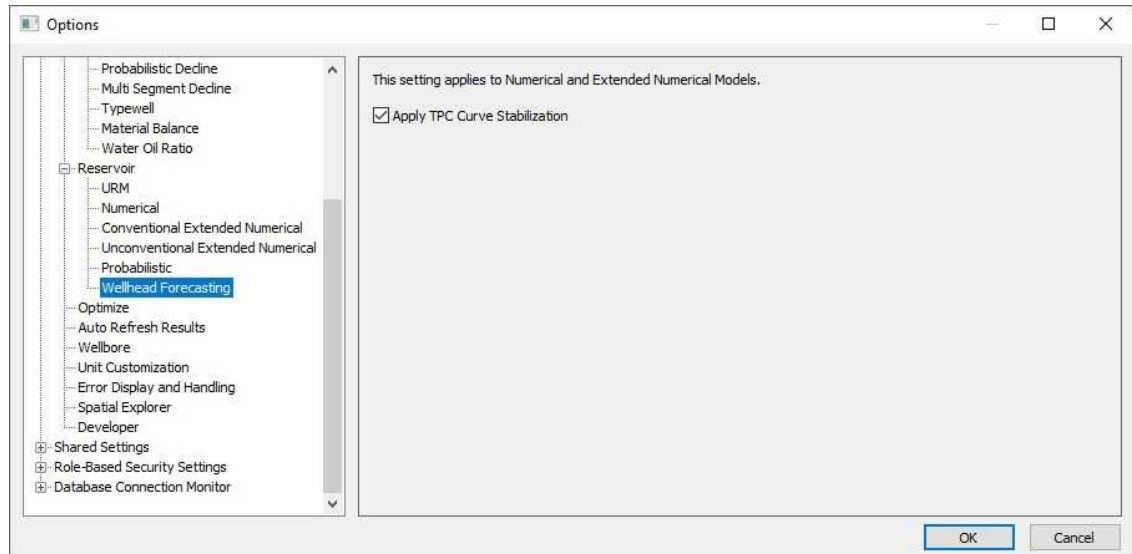 Options
Probabilistic Decline
Multi Segment Decline
Typewell
Material Balance
Water Oil Ratio
Reservoir
URM
Numerical
Conventional Extended Numerical
Unconventional Extended Numerical
Probabilistic
Wellhead Forecasting
Optimize
Auto Refresh Results
Wellbore
Unit Customization
Error Display and Handling
Spatial Explorer
Developer
Shared Settings
Role-Based Security Settings
Database Connection Monitor
This setting applies to Numerical and Extended Numerical Models.
Apply TPC Curve Stabilization
OK
Cancel